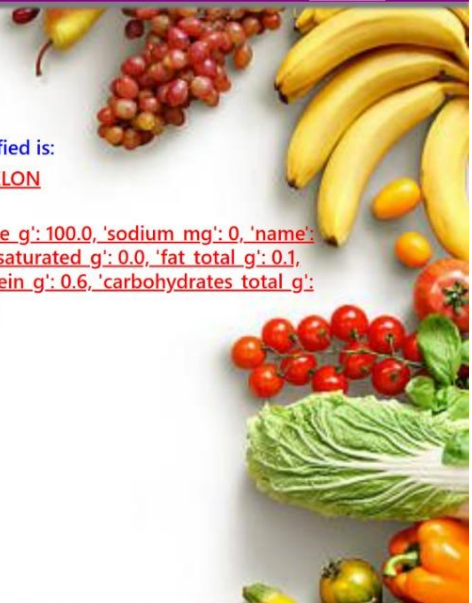 fied is:
LON
e_g': 100.0, 'sodium_mg': 0, 'name':
saturated_g': 0.0, 'fat_total_g': 0.1,
ein_g': 0.6, 'carbohydrates_total_g':